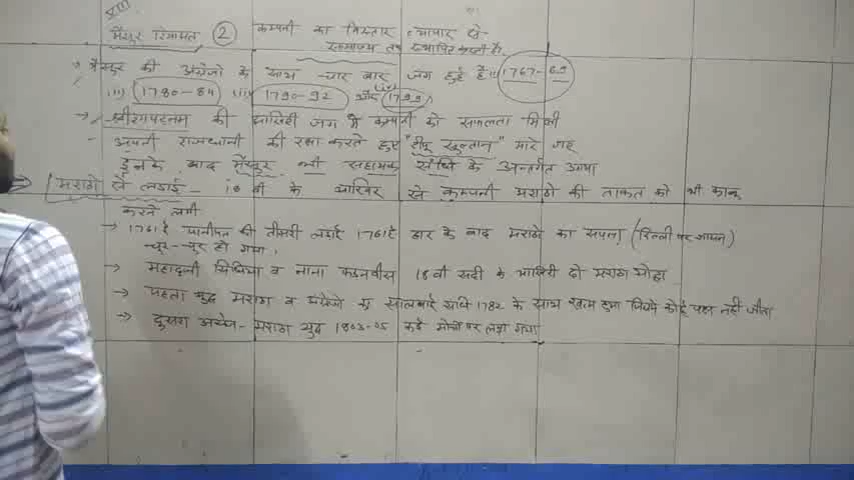 VIII
मैसूर रियासत ② कम्पनी का विस्तार व्यापार से
साम्राज्य तक स्थापित करती है.
मैसूर की अंग्रेजो के साथ चार बार जंग हुई है (i) 1767-69
(ii) (1780-84) (iii) 1790-92 और (iv) 1799
श्रीरंगपट्टनम की आखिरी जंग में कम्पनी को सफलता मिली
अपनी राजधानी की रक्षा करते हुए "टीपू सुल्तान" मारे गए
इनके बाद मैसूर भी सहायक संधि के अन्तर्गत आया
मराठो से लडाई - 18 वी के आखिर से कम्पनी मराठो की ताकत को भी काबू
करने लगी
→ 1761 ई पानीपत की तीसरी लडाई 1761 ई हार के बाद मराठो का सपना (दिल्ली पर शासन)
चूर-चूर हो गया।
→ महादजी सिंधिया व नाना फडनवीस 18 वी सदी के आखिरी दो मराठा योद्धा
→ पहला युद्ध मराठा व अंग्रेजो सालबाई संधि 1782 के साथ खत्म हुआ जिसमे कोई पक्ष नहीं जीता
→ दूसरा अंग्रेज - मराठा युद्ध 1803-05 कई मोर्चो पर लडा गया